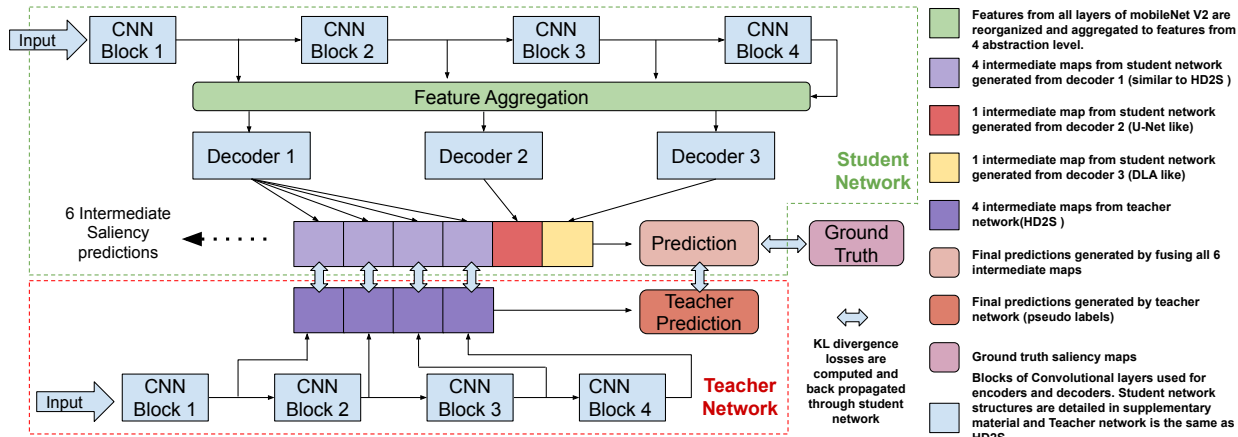 Input
CNN
Block 1
CNN
Block 2
CNN
Block 3
CNN
Block 4
Feature Aggregation
Decoder 1
Decoder 2
Decoder 3
Student
Network
6 Intermediate
Saliency
predictions
Prediction
Ground
Truth
Teacher
Prediction
KL divergence
losses are
computed and
back propagated
through student
network
Input
CNN
Block 1
CNN
Block 2
CNN
Block 3
CNN
Block 4
Teacher
Network
Features from all layers of mobileNet V2 are
reorganized and aggregated to features from
4 abstraction level.
4 intermediate maps from student network
generated from decoder 1 (similar to HD2S )
1 intermediate map from student network
generated from decoder 2 (U-Net like)
1 intermediate map from student network
generated from decoder 3 (DLA like)
4 intermediate maps from teacher
network(HD2S )
Final predictions generated by fusing all 6
intermediate maps
Final predictions generated by teacher
network (pseudo labels)
Ground truth saliency maps
Blocks of Convolutional layers used for
encoders and decoders. Student network
structures are detailed in supplementary
material and Teacher network is the same as
HD2S